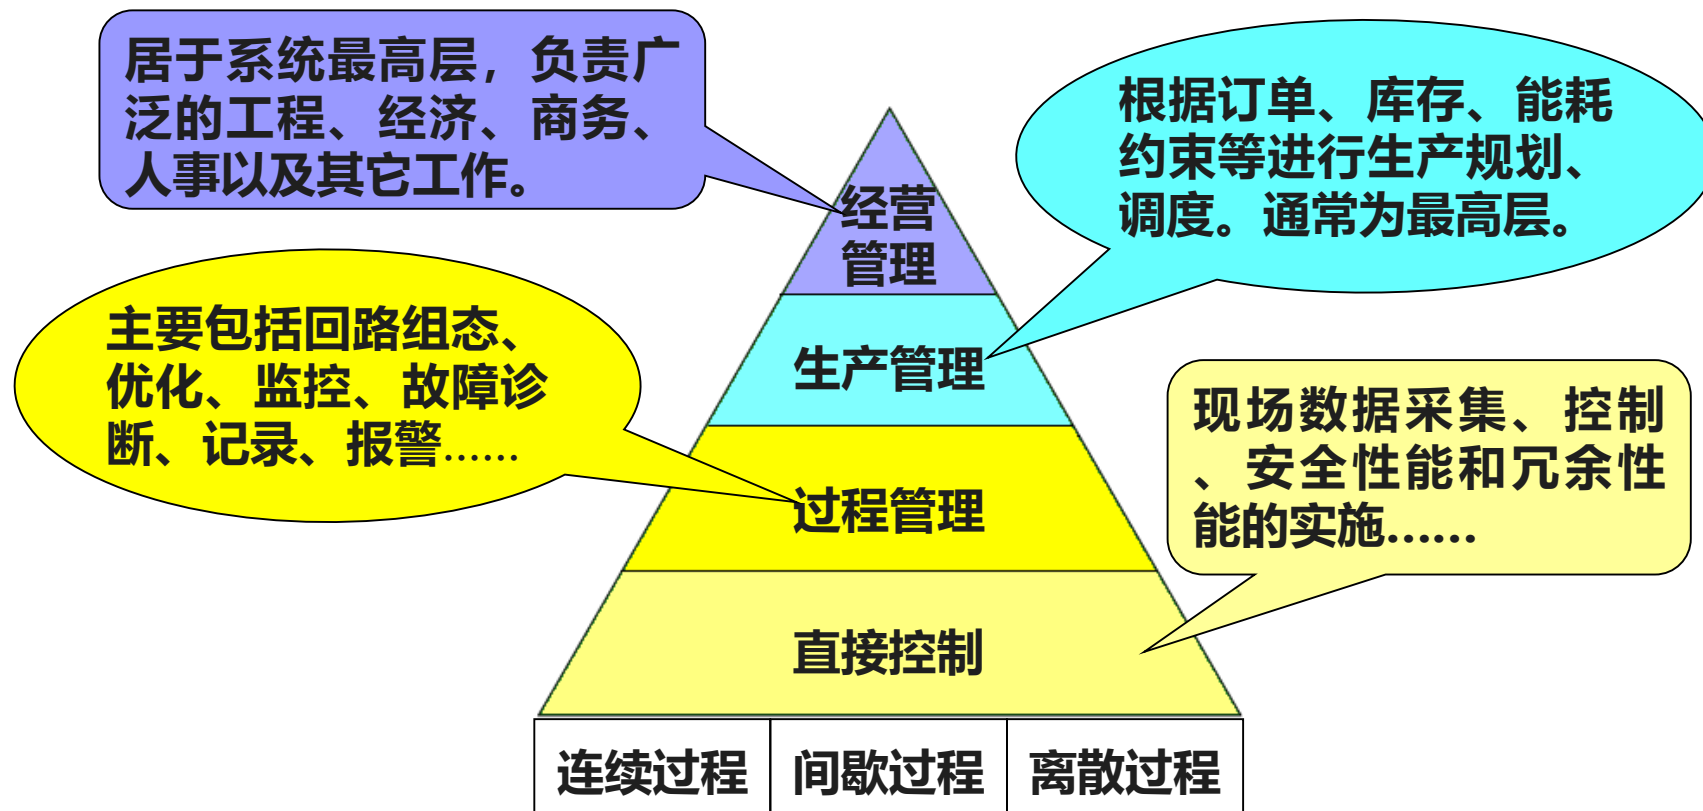 居于系统最高层，负责广
泛的工程、经济、商务、
人事以及其它工作。
根据订单、库存、能耗
约束等进行生产规划、
调度。通常为最高层。
经营
管理
主要包括回路组态、
优化、监控、故障诊
断、记录、报警……
生产管理
现场数据采集、控制
、安全性能和冗余性
能的实施……
过程管理
直接控制
连续过程
间歇过程
离散过程